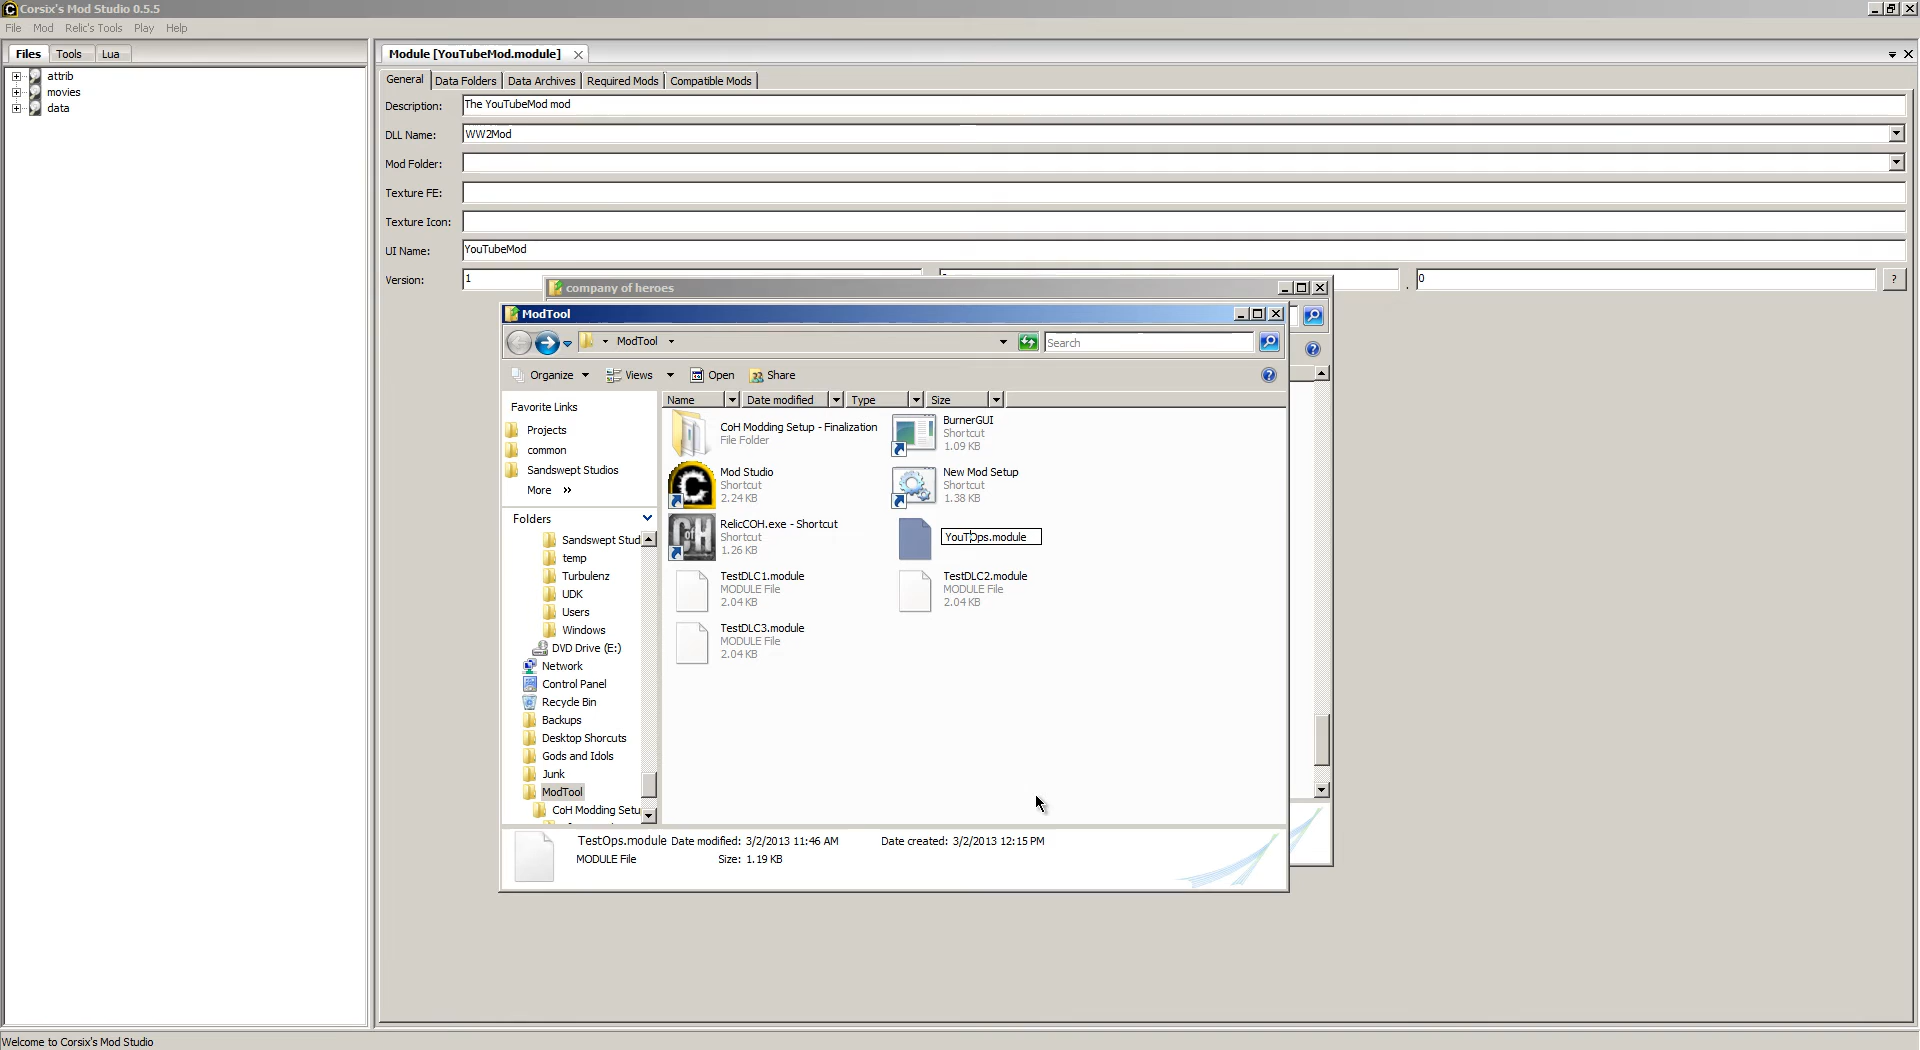 Corsix's Mod Studio 0.5.5
File Mod Relic's Tools Play Help
Files Tools Lua
attrib
movies
data
Module [YouTubeMod.module]
General Data Folders Data Archives Required Mods Compatible Mods
Description: The YouTubeMod mod
DLL Name: WW2Mod
Mod Folder:
Texture FE:
Texture Icon:
UI Name: YouTubeMod
Version: 1 . 0 ?
company of heroes
ModTool
ModTool
Search
Organize Views Open Share
Name Date modified Type Size
Favorite Links
Projects
common
Sandswept Studios
More »
Folders
Sandswept Stud
temp
Turbulenz
UDK
Users
Windows
DVD Drive (E:)
Network
Control Panel
Recycle Bin
Backups
Desktop Shorcuts
Gods and Idols
Junk
ModTool
CoH Modding Setu
CoH Modding Setup - Finalization
File Folder
BurnerGUI
Shortcut
1.09 KB
Mod Studio
Shortcut
2.24 KB
New Mod Setup
Shortcut
1.38 KB
RelicCOH.exe - Shortcut
Shortcut
1.26 KB
YouTOps.module
TestDLC1.module
MODULE File
2.04 KB
TestDLC2.module
MODULE File
2.04 KB
TestDLC3.module
MODULE File
2.04 KB
TestOps.module Date modified: 3/2/2013 11:46 AM Date created: 3/2/2013 12:15 PM
MODULE File Size: 1.19 KB
Welcome to Corsix's Mod Studio